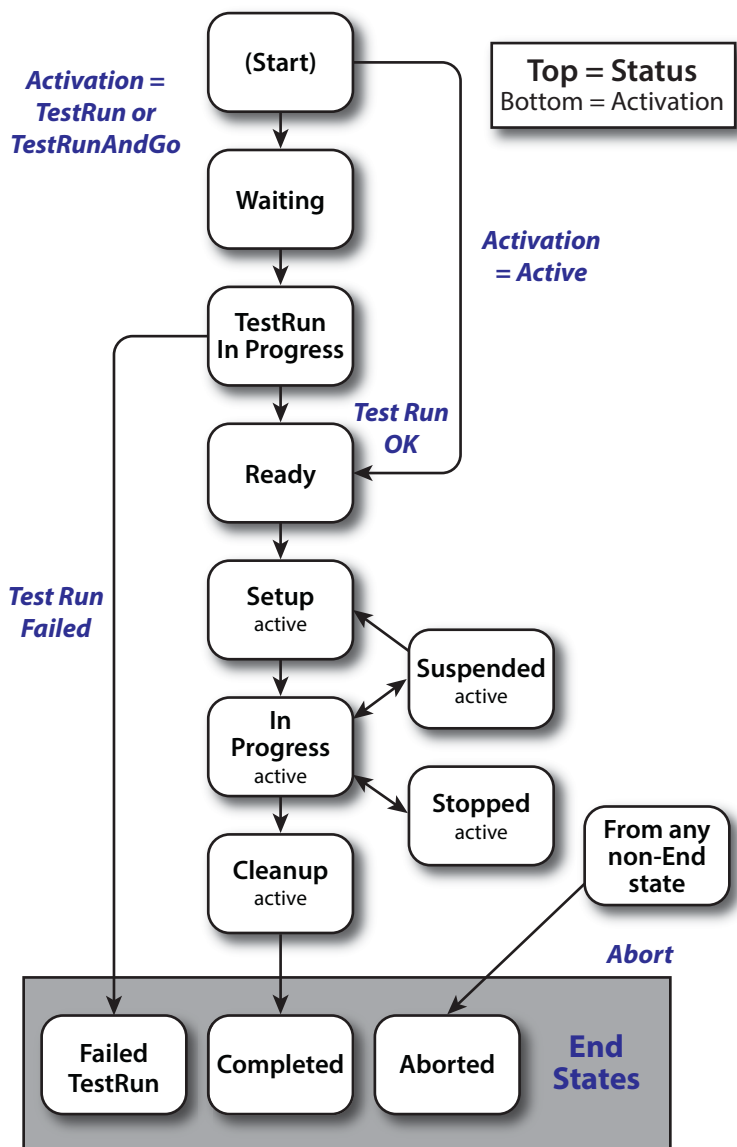 (Start)
Activation =
TestRun or
TestRunAndGo
Top = Status
Bottom = Activation
Waiting
Activation
= Active
TestRun
In Progress
Test Run
OK
Ready
Test Run
Failed
Setup
active
Suspended
active
In
Progress
active
Stopped
active
From any
non-End
state
Cleanup
active
Abort
Failed
TestRun
Completed
Aborted
End
States